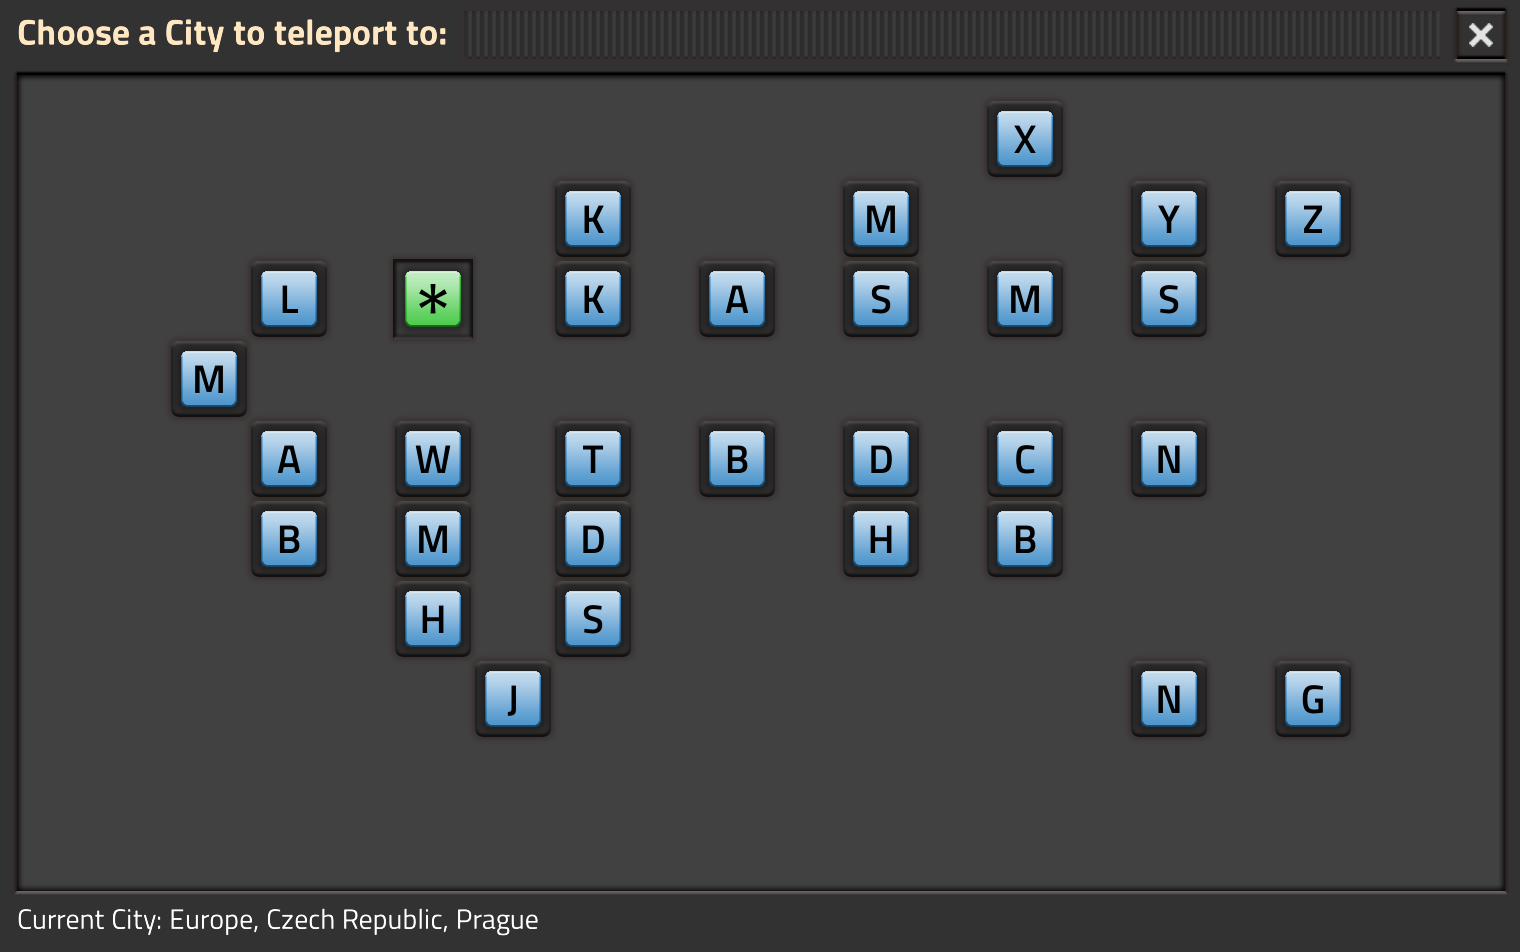 Choose a City to teleport to:
X
K M Y Z
L * K A S M S
M
A W T B D C N
B M D H B
H S
J N G
Current City: Europe, Czech Republic, Prague